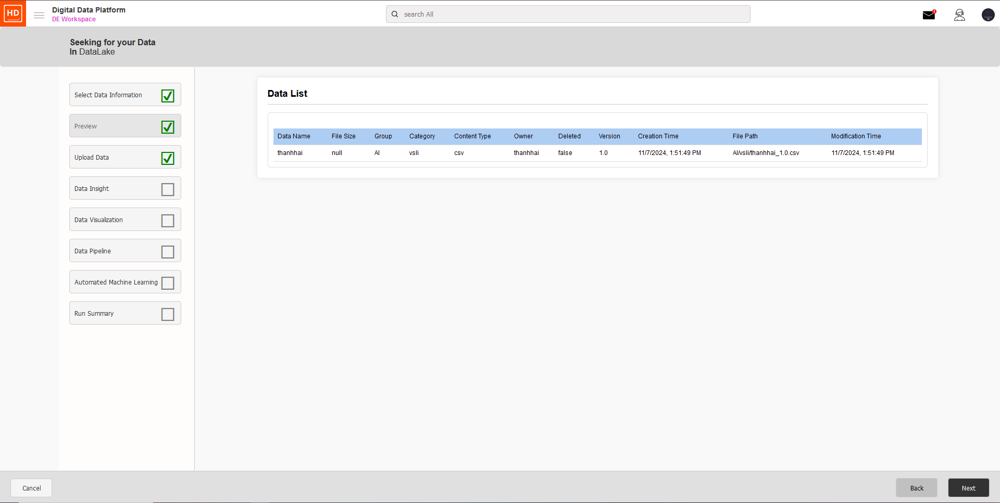 HD
Digital Data Platform
DE Workspace
search All
1
Seeking for your Data
In DataLake
Select Data Information
Preview
Upload Data
Data Insight
Data Visualization
Data Pipeline
Automated Machine Learning
Run Summary
Data List
Data Name File Size Group Category Content Type Owner Deleted Version Creation Time File Path Modification Time
thanhhai null AI vsli csv thanhhai false 1.0 11/7/2024, 1:51:49 PM AI/vsli/thanhhai_1.0.csv 11/7/2024, 1:51:49 PM
Cancel
Back
Next